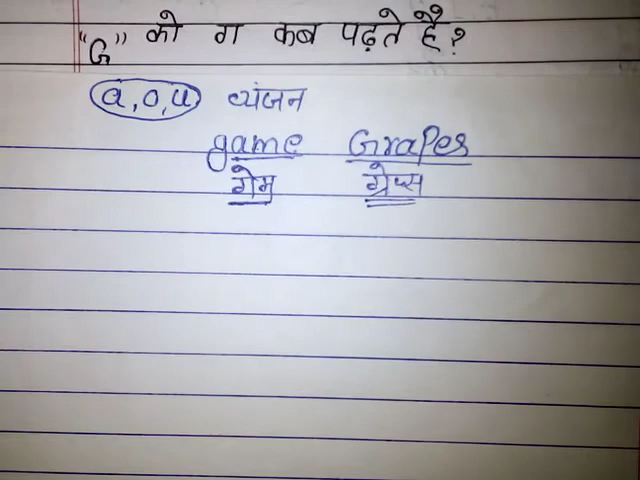 "G" को ग कब पढ़ते है?
a, o, u व्यंजन
game Grapes
गेम ग्रेप्स